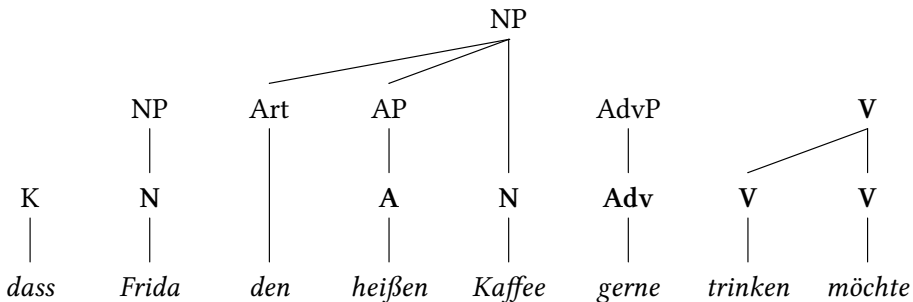 NP
NP Art AP AdvP V
K N A N Adv V V
dass Frida den heißen Kaffee gerne trinken möchte